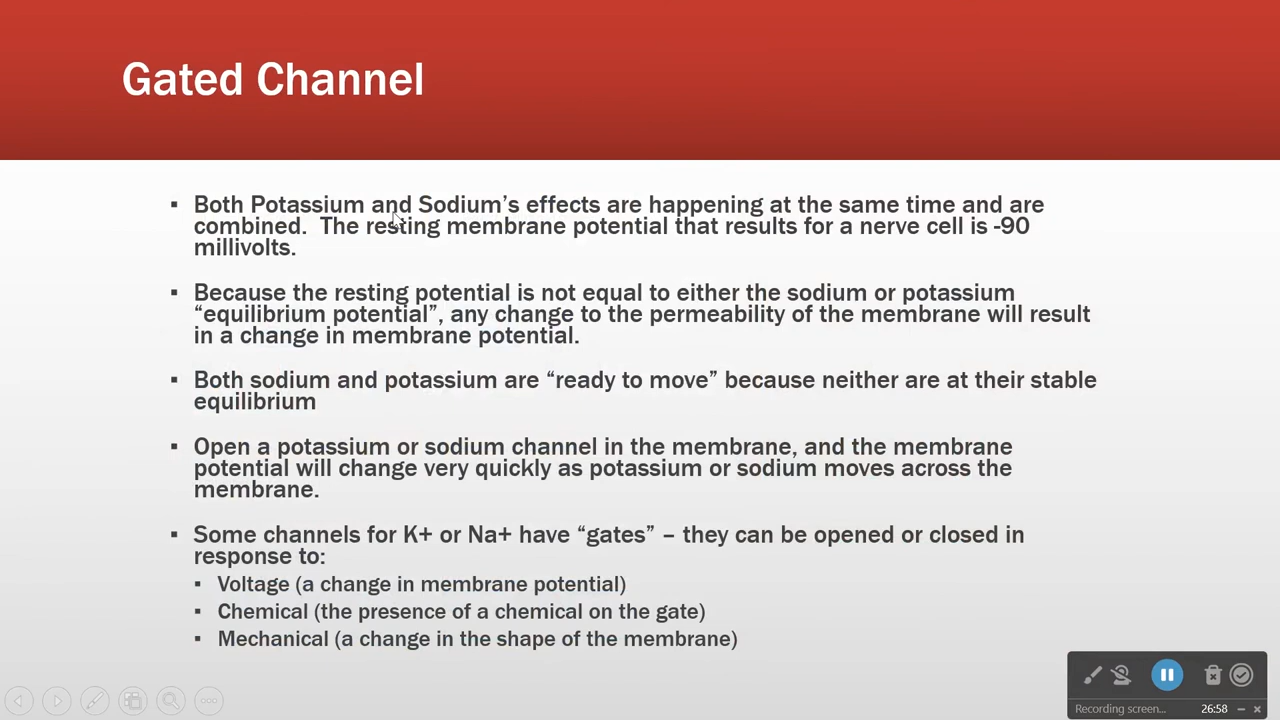 Gated Channel
▪ Both Potassium and Sodium’s effects are happening at the same time and are
combined.  The resting membrane potential that results for a nerve cell is -90
millivolts.
▪ Because the resting potential is not equal to either the sodium or potassium
“equilibrium potential”, any change to the permeability of the membrane will result
in a change in membrane potential.
▪ Both sodium and potassium are “ready to move” because neither are at their stable
equilibrium
▪ Open a potassium or sodium channel in the membrane, and the membrane
potential will change very quickly as potassium or sodium moves across the
membrane.
▪ Some channels for K+ or Na+ have “gates” – they can be opened or closed in
response to:
▪ Voltage (a change in membrane potential)
▪ Chemical (the presence of a chemical on the gate)
▪ Mechanical (a change in the shape of the membrane)
Recording screen... 26:58